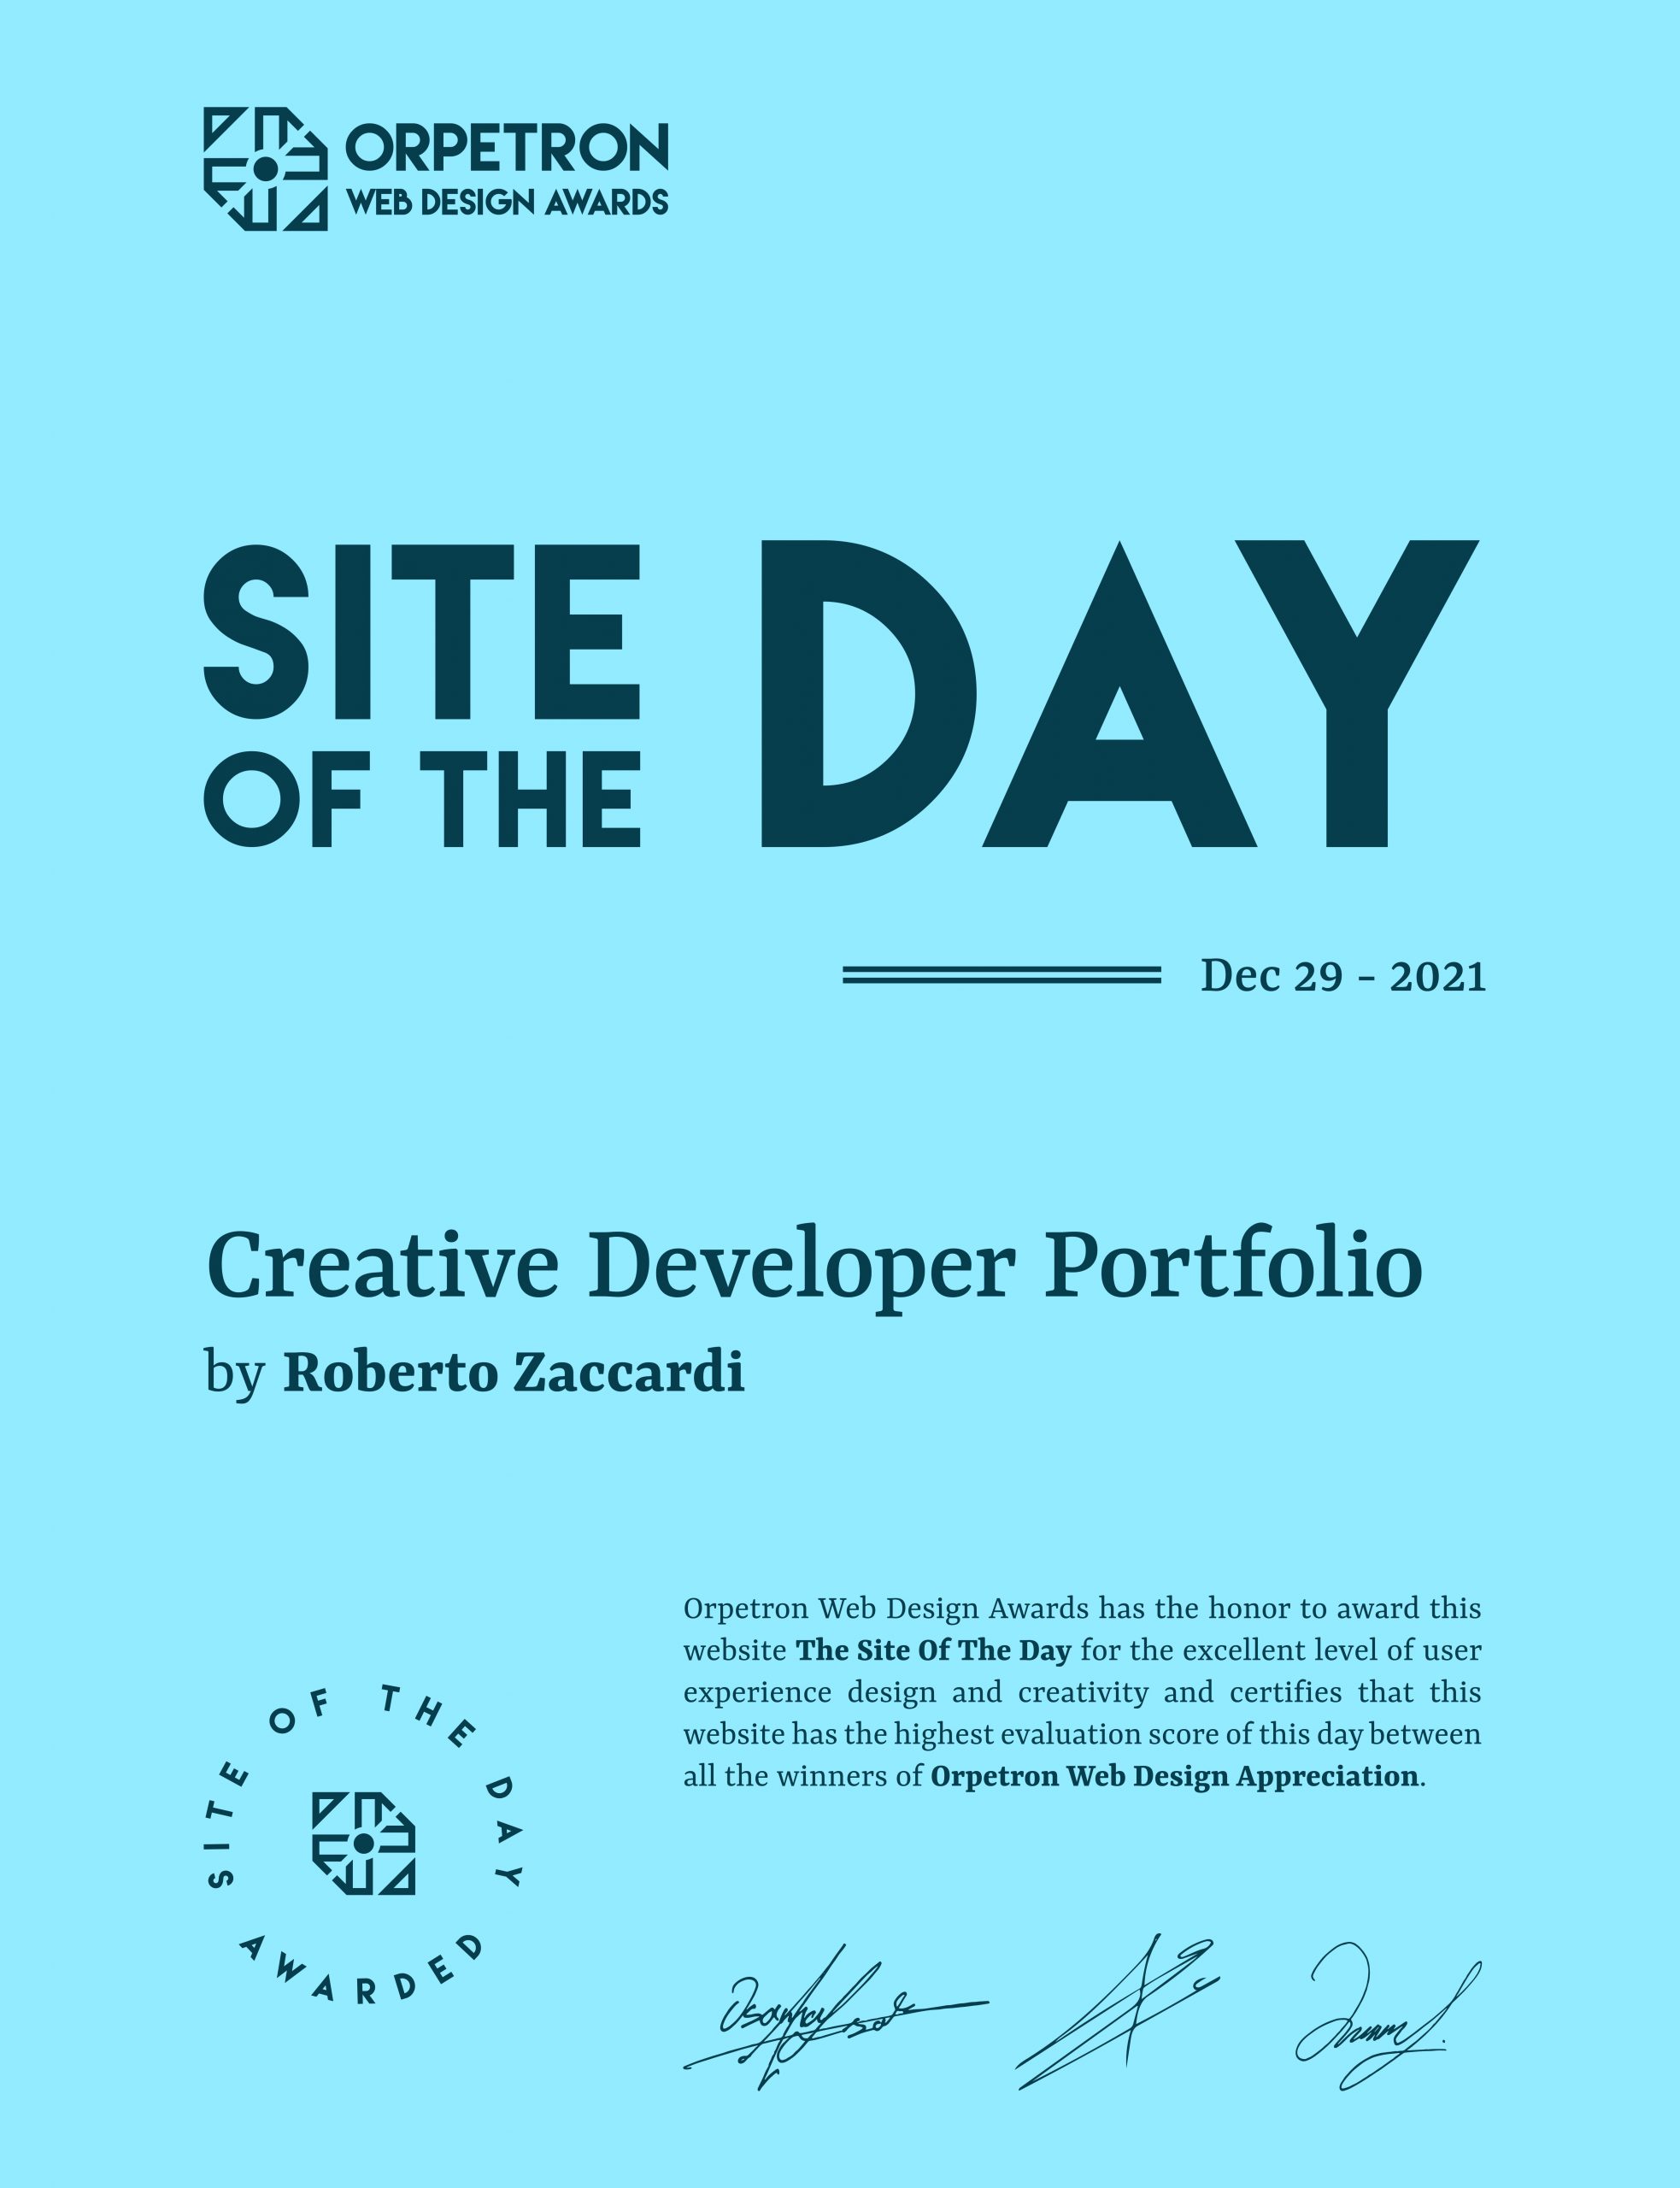 ORPETRON
WEB DESIGN AWARDS
SITE
OF THE
DAY
Dec 29 - 2021
Creative Developer Portfolio
by Roberto Zaccardi
Orpetron Web Design Awards has the honor to award this
website The Site Of The Day for the excellent level of user
experience design and creativity and certifies that this
website has the highest evaluation score of this day between
all the winners of Orpetron Web Design Appreciation.
SITE OF THE DAY
AWARDED